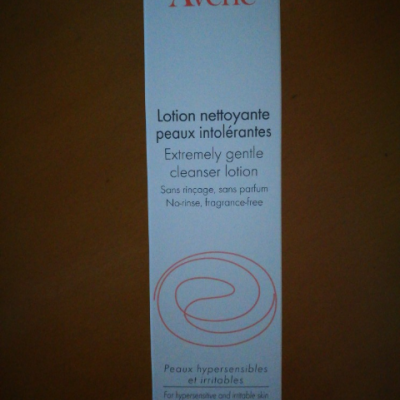 Avène
Lotion nettoyante
peaux intolérantes
Extremely gentle
cleanser lotion
Sans rinçage, sans parfum
No-rinse, fragrance-free
Peaux hypersensibles
et irritables
For hypersensitive and irritable skin